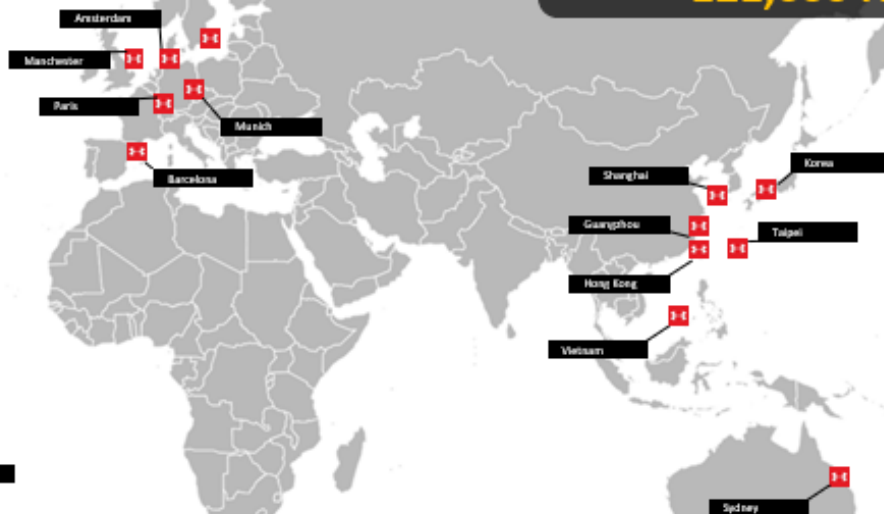 Amsterdam
Manchester
Paris
Munich
Barcelona
Shanghai
Korea
Guangzhou
Taipei
Hong Kong
Vietnam
Sydney